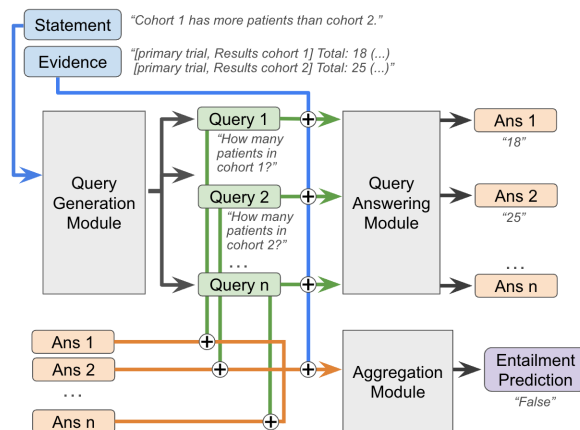 Statement
“Cohort 1 has more patients than cohort 2.”
Evidence
“[primary trial, Results cohort 1] Total: 18 (...)
[primary trial, Results cohort 2] Total: 25 (...)”
Query
Generation
Module
Query 1
“How many
patients in
cohort 1?”
Query 2
“How many
patients in
cohort 2?”
...
Query n
Query
Answering
Module
Ans 1
“18”
Ans 2
“25”
...
Ans n
Ans 1
Ans 2
...
Ans n
Aggregation
Module
Entailment
Prediction
“False”